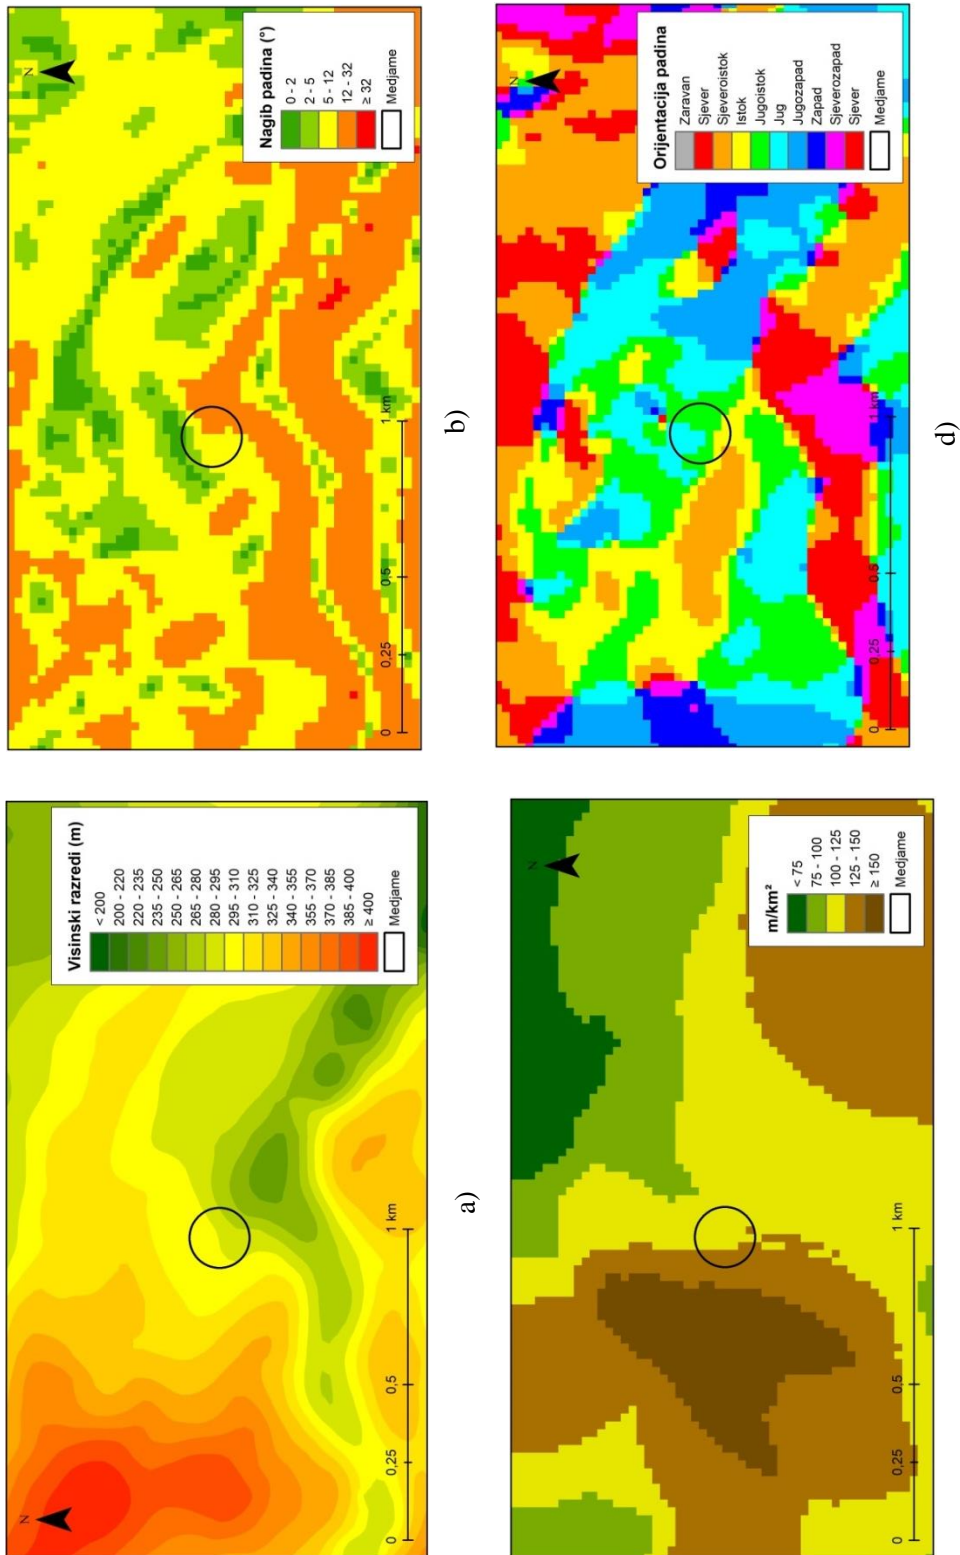 N
Visinski razredi (m)
< 200
200 - 220
220 - 235
235 - 250
250 - 265
265 - 280
280 - 295
295 - 310
310 - 325
325 - 340
340 - 355
355 - 370
370 - 385
385 - 400
≥ 400
Medjame
0 0,25 0,5 1 km
a)
N
Nagib padina (°)
0 - 2
2 - 5
5 - 12
12 - 32
≥ 32
Medjame
0 0,25 0,5 1 km
b)
N
m/km²
< 75
75 - 100
100 - 125
125 - 150
≥ 150
Medjame
0 0,25 0,5 1 km
N
Orijentacija padina
Zaravan
Sjever
Sjeveroistok
Istok
Jugoistok
Jug
Jugozapad
Zapad
Sjeverozapad
Sjever
Medjame
0 0,25 0,5 1 km
d)